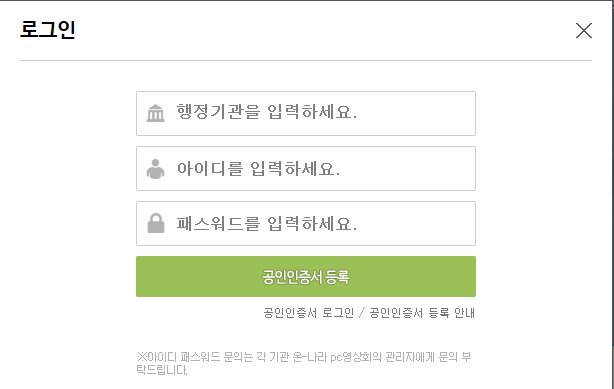 로그인
행정기관을 입력하세요.
아이디를 입력하세요.
패스워드를 입력하세요.
공인인증서 등록
공인인증서 로그인 / 공인인증서 등록 안내
※아이디 패스워드 문의는 각 기관 온-나라 pc영상회의 관리자에게 문의 부
탁드립니다.